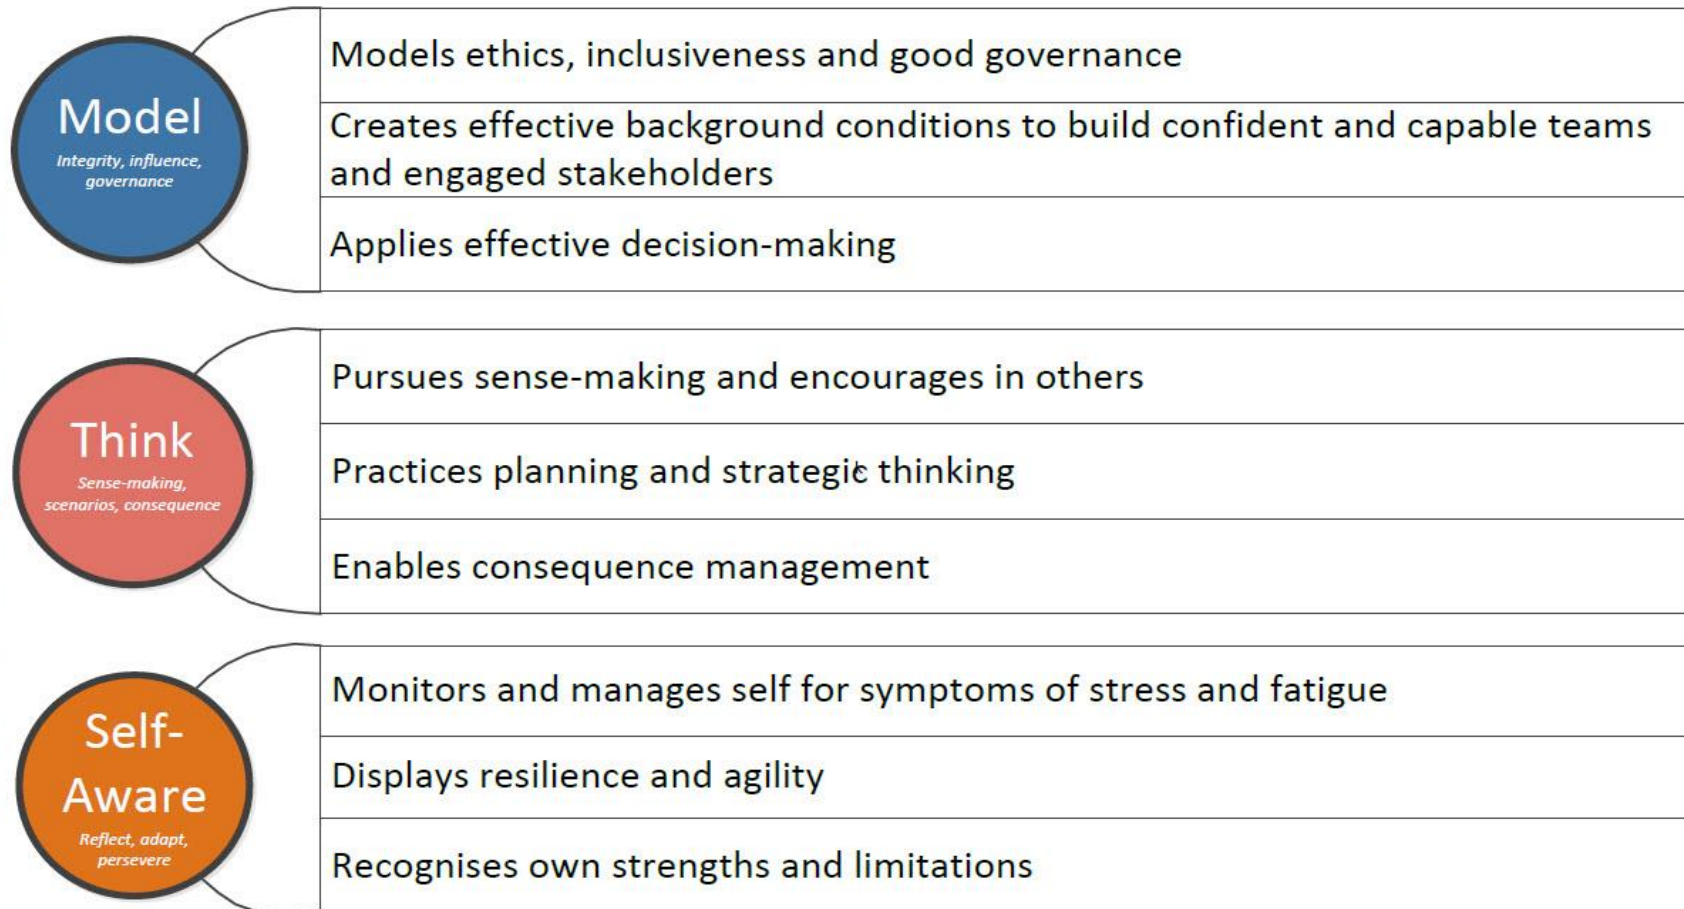 Model
Integrity, influence,
governance
Models ethics, inclusiveness and good governance
Creates effective background conditions to build confident and capable teams
and engaged stakeholders
Applies effective decision-making
Think
Sense-making,
scenarios, consequence
Pursues sense-making and encourages in others
Practices planning and strategic thinking
Enables consequence management
Self-
Aware
Reflect, adapt,
persevere
Monitors and manages self for symptoms of stress and fatigue
Displays resilience and agility
Recognises own strengths and limitations